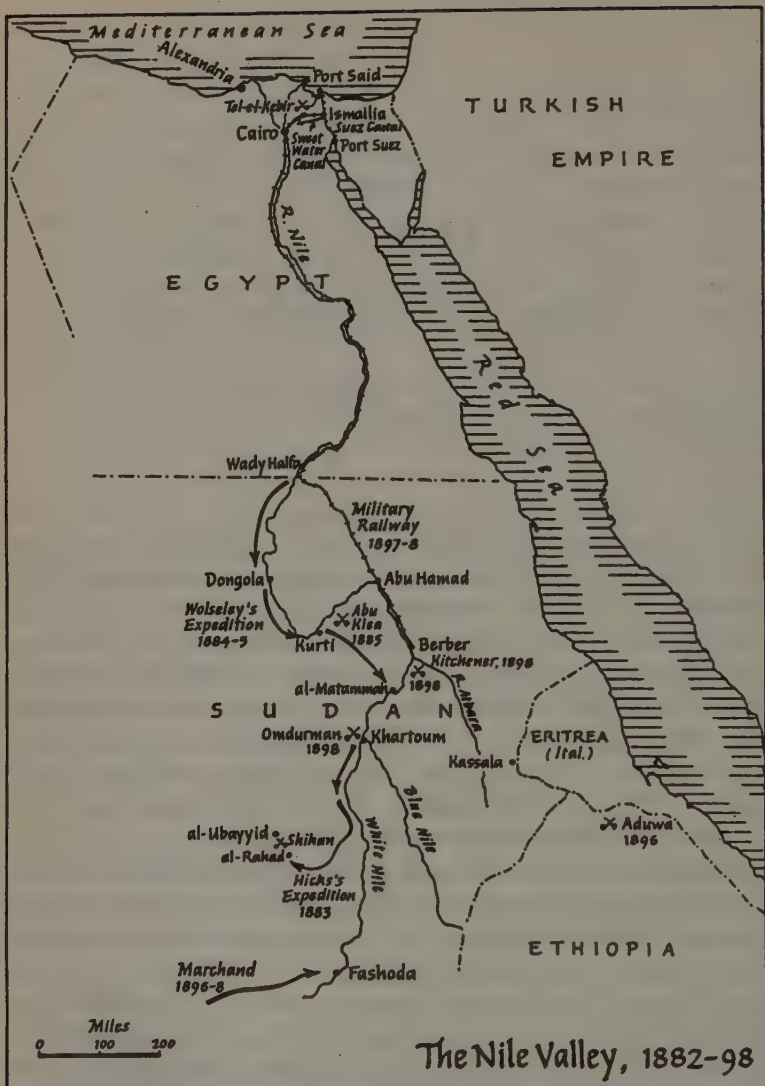 Mediterranean Sea
Alexandria
Port Said
Tel-el-Kebir
Ismailia
Suez Canal
Cairo
Sweet
Water
Canal
Port Suez
TURKISH
EMPIRE
R. Nile
EGYPT
Red Sea
Wady Halfa
Military
Railway
1897-8
Dongola
Abu Hamad
Wolseley's
Expedition
1884-5
Abu
Klea
1885
Kurti
Berber
Kitchener, 1898
1898
al-Matammah
R. Atbara
SUDAN
Omdurman
1898
Khartoum
ERITREA
(Ital.)
Kassala
Blue Nile
White Nile
Aduwa
1896
al-Ubayyid
Shikan
al-Rahad
Hicks's
Expedition
1883
ETHIOPIA
Marchand
1896-8
Fashoda
Miles
0 100 200
The Nile Valley, 1882-98